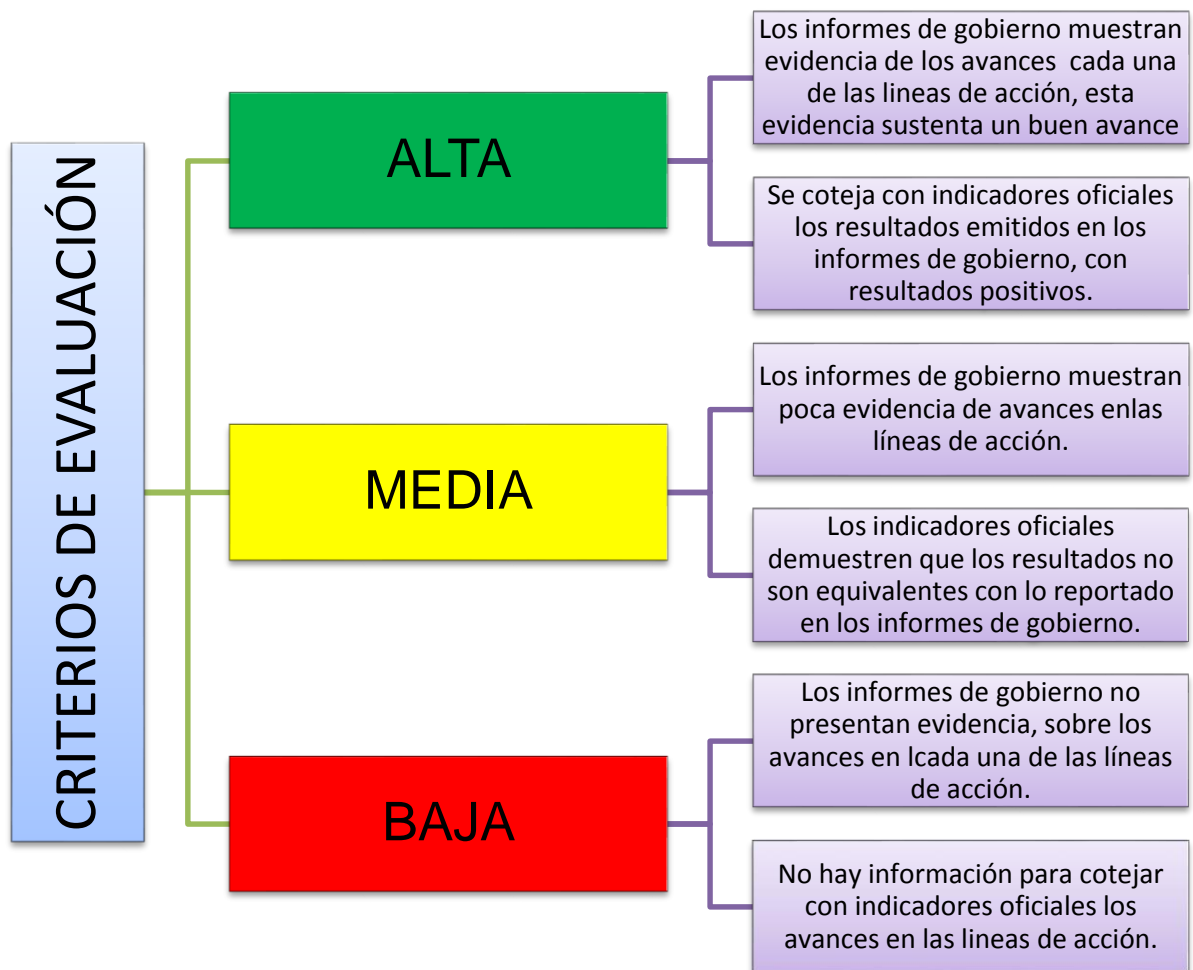 CRITERIOS DE EVALUACIÓN
ALTA
Los informes de gobierno muestran
evidencia de los avances cada una
de las lineas de acción, esta
evidencia sustenta un buen avance
Se coteja con indicadores oficiales
los resultados emitidos en los
informes de gobierno, con
resultados positivos.
MEDIA
Los informes de gobierno muestran
poca evidencia de avances enlas
líneas de acción.
Los indicadores oficiales
demuestren que los resultados no
son equivalentes con lo reportado
en los informes de gobierno.
BAJA
Los informes de gobierno no
presentan evidencia, sobre los
avances en lcada una de las líneas
de acción.
No hay información para cotejar
con indicadores oficiales los
avances en las lineas de acción.